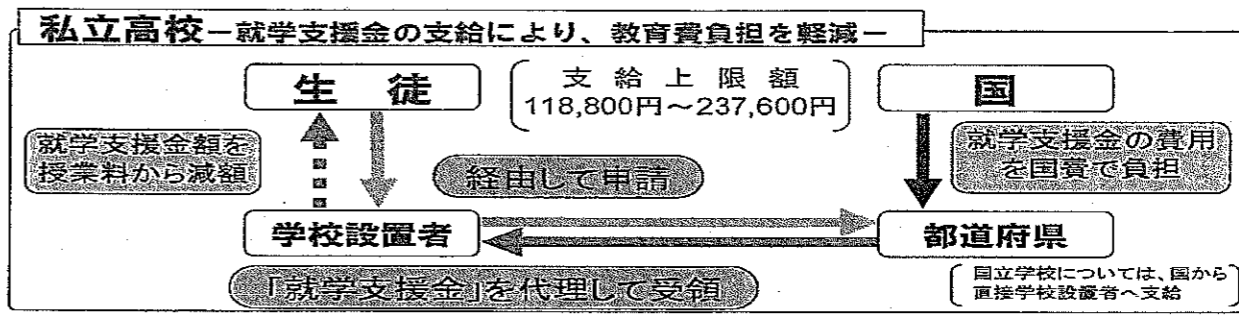 私立高校−就学支援金の支給により、教育費負担を軽減−
生徒
支給上限額
118,800円～237,600円
国
就学支援金額を
授業料から減額
就学支援金の費用
を国費で負担
経由して申請
学校設置者
都道府県
「就学支援金」を代理して受領
国立学校については、国から
直接学校設置者へ支給